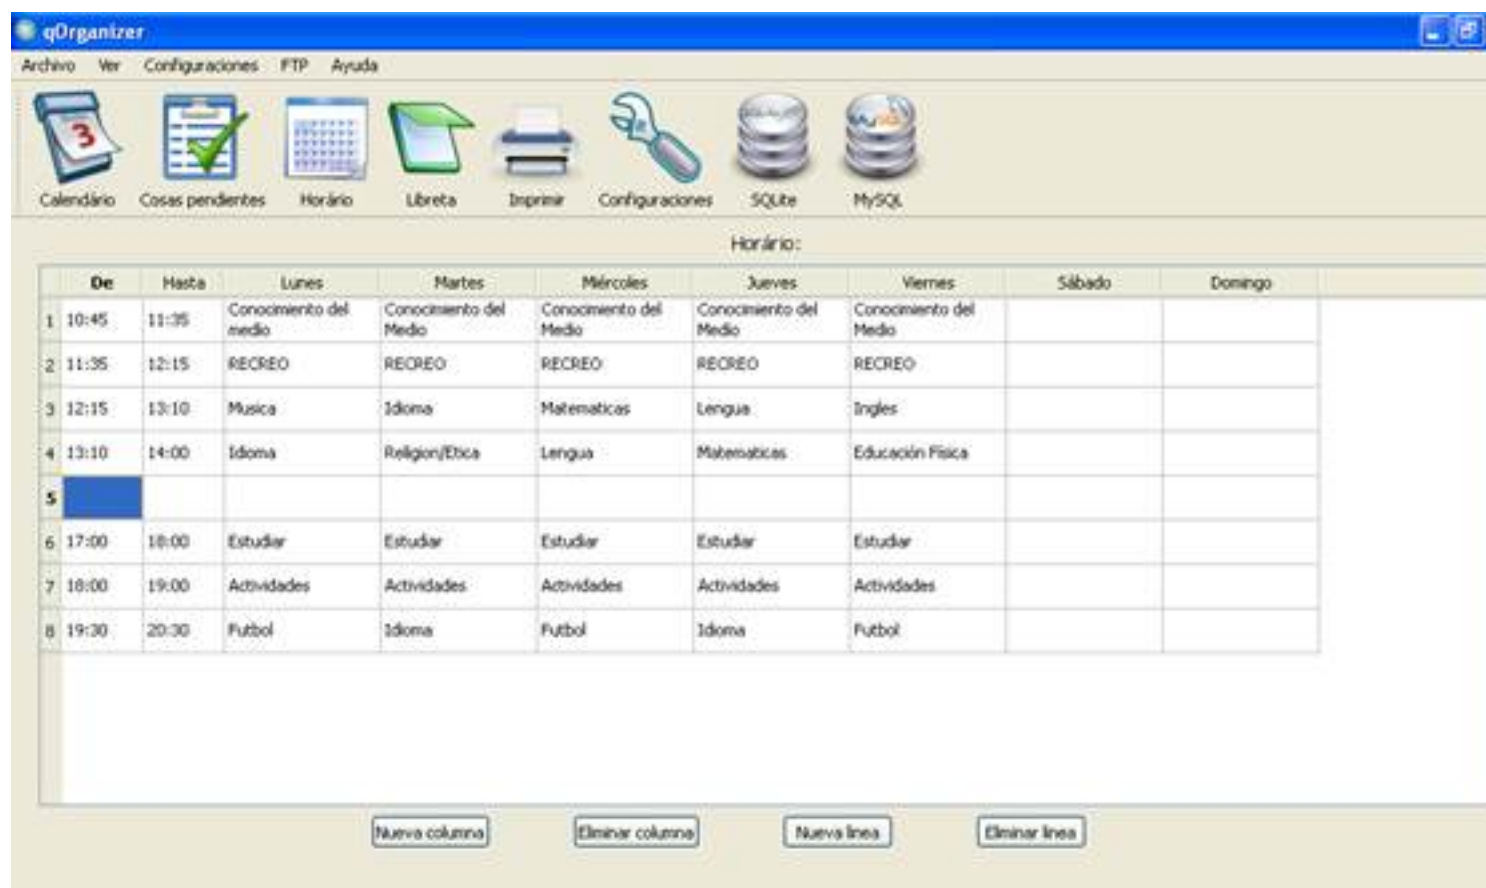 qOrganizer
Archivo Ver Configuraciones FTP Ayuda
3
Calendário Cosas pendientes Horário Libreta Imprimir Configuraciones SQLite MySQL
Horário:
De Hasta Lunes Martes Miércoles Jueves Viernes Sábado Domingo
1 10:45 11:35 Conocimiento del medio Conocimiento del Medio Conocimiento del Medio Conocimiento del Medio Conocimiento del Medio
2 11:35 12:15 RECREO RECREO RECREO RECREO RECREO
3 12:15 13:10 Musica Idioma Matematicas Lengua Ingles
4 13:10 14:00 Idioma Religion/Etica Lengua Matematicas Educación Física
5
6 17:00 18:00 Estudiar Estudiar Estudiar Estudiar Estudiar
7 18:00 19:00 Actividades Actividades Actividades Actividades Actividades
8 19:30 20:30 Futbol Idioma Futbol Idioma Futbol
Nueva columna Eliminar columna Nueva linea Eliminar linea